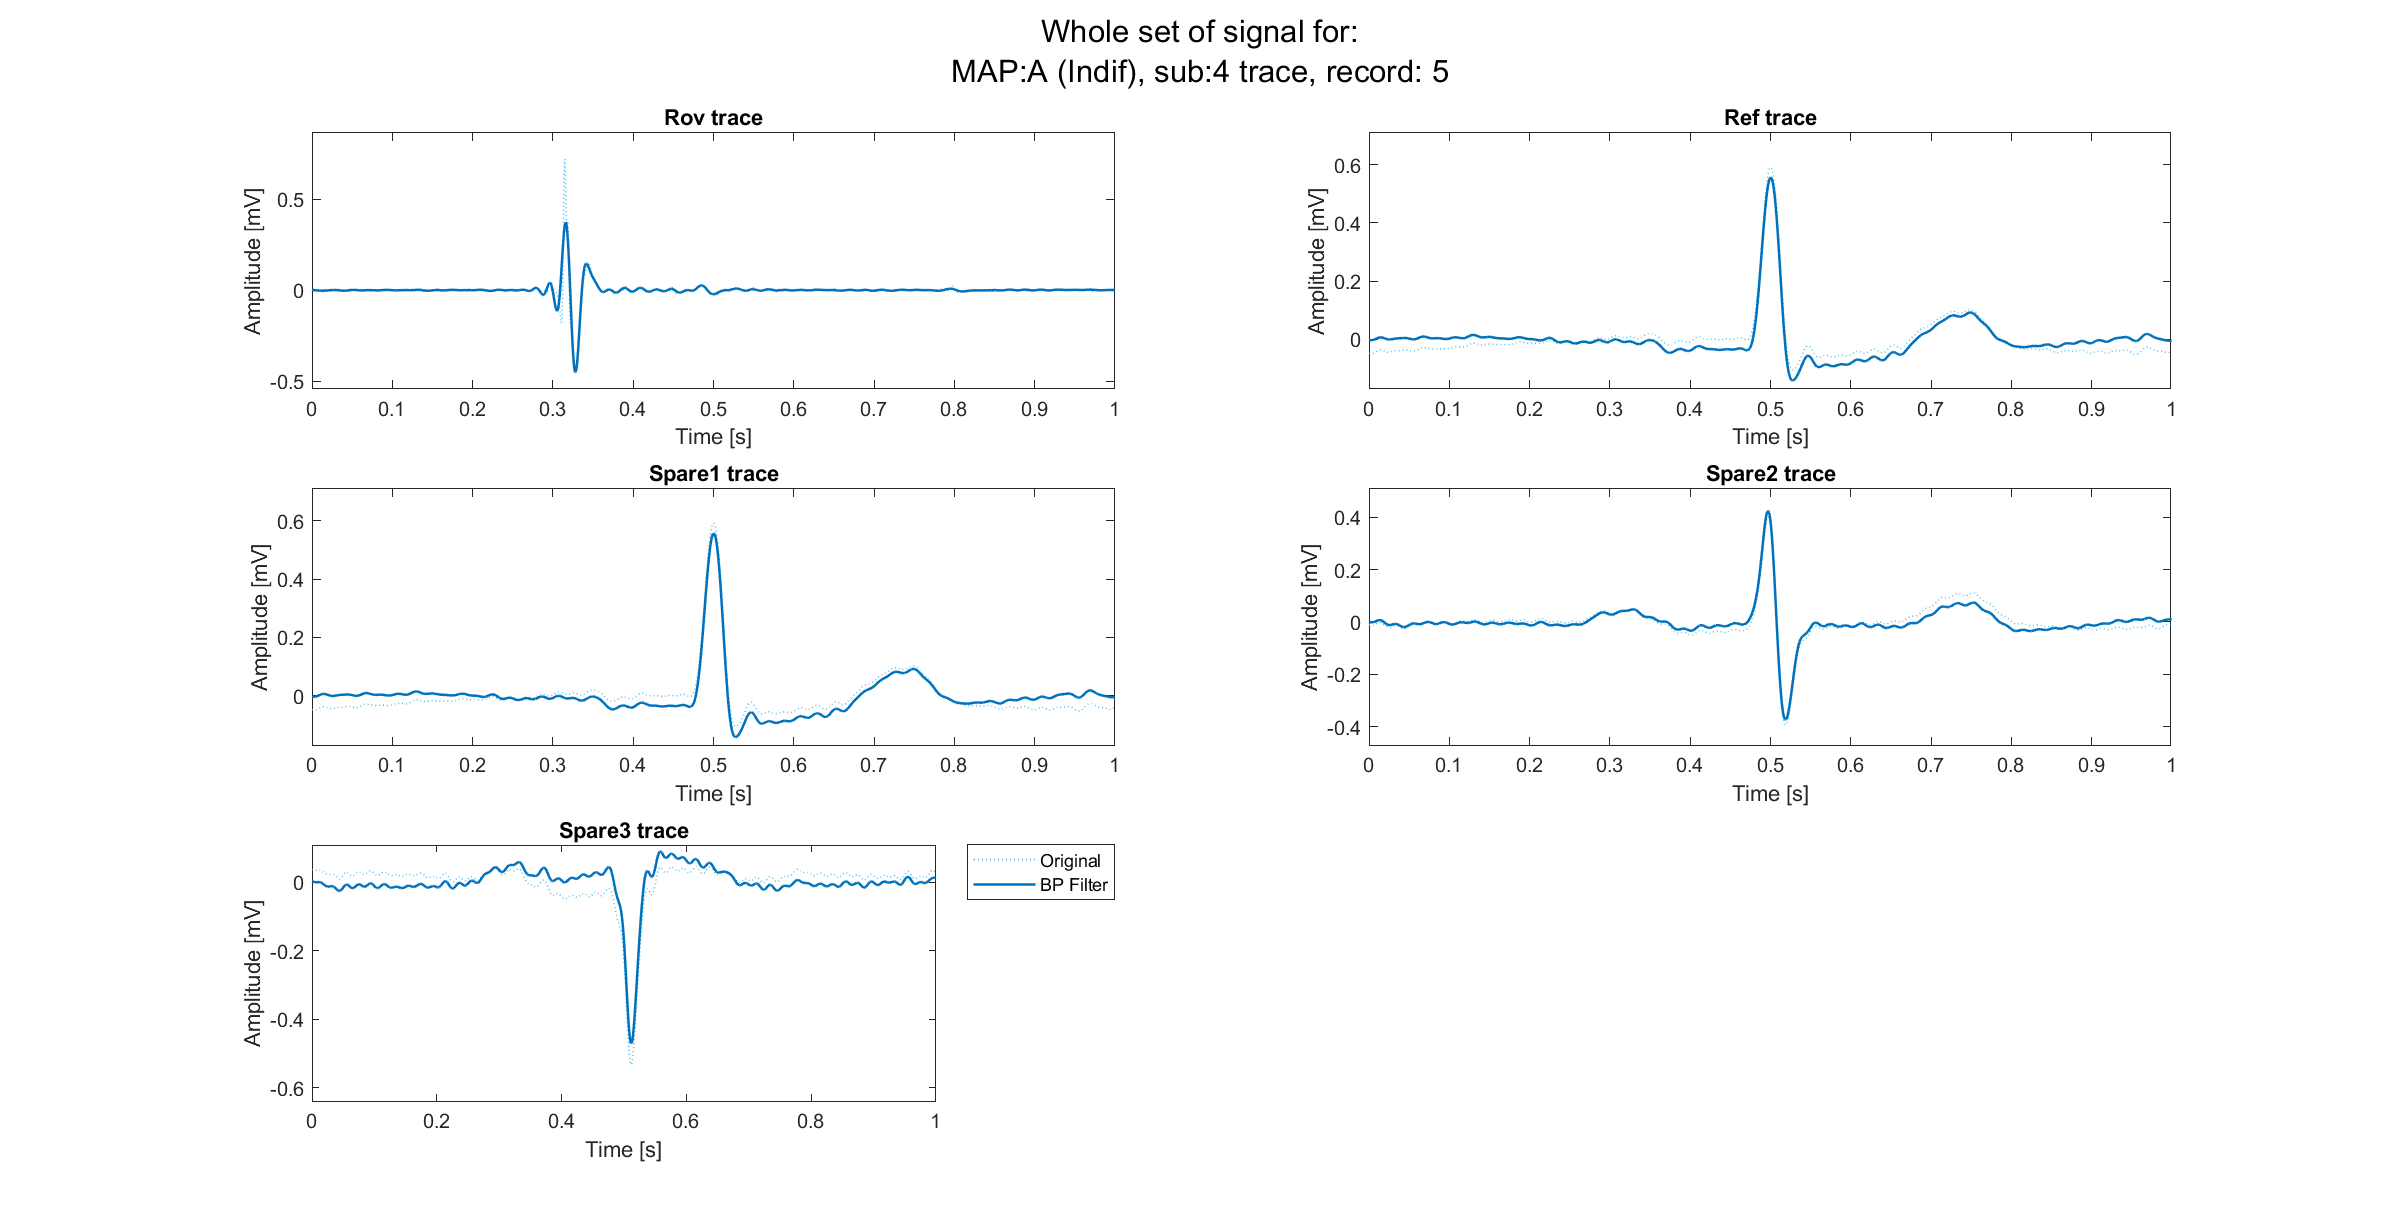 Whole set of signal for:
MAP:A (Indif), sub:4 trace, record: 5
Rov trace
Amplitude [mV]
0.5
0
-0.5
0 0.1 0.2 0.3 0.4 0.5 0.6 0.7 0.8 0.9 1
Time [s]
Ref trace
Amplitude [mV]
0.6
0.4
0.2
0
0 0.1 0.2 0.3 0.4 0.5 0.6 0.7 0.8 0.9 1
Time [s]
Spare1 trace
Amplitude [mV]
0.6
0.4
0.2
0
0 0.1 0.2 0.3 0.4 0.5 0.6 0.7 0.8 0.9 1
Time [s]
Spare2 trace
Amplitude [mV]
0.4
0.2
0
-0.2
-0.4
0 0.1 0.2 0.3 0.4 0.5 0.6 0.7 0.8 0.9 1
Time [s]
Spare3 trace
Amplitude [mV]
0
-0.2
-0.4
-0.6
0 0.2 0.4 0.6 0.8 1
Time [s]
Original
BP Filter